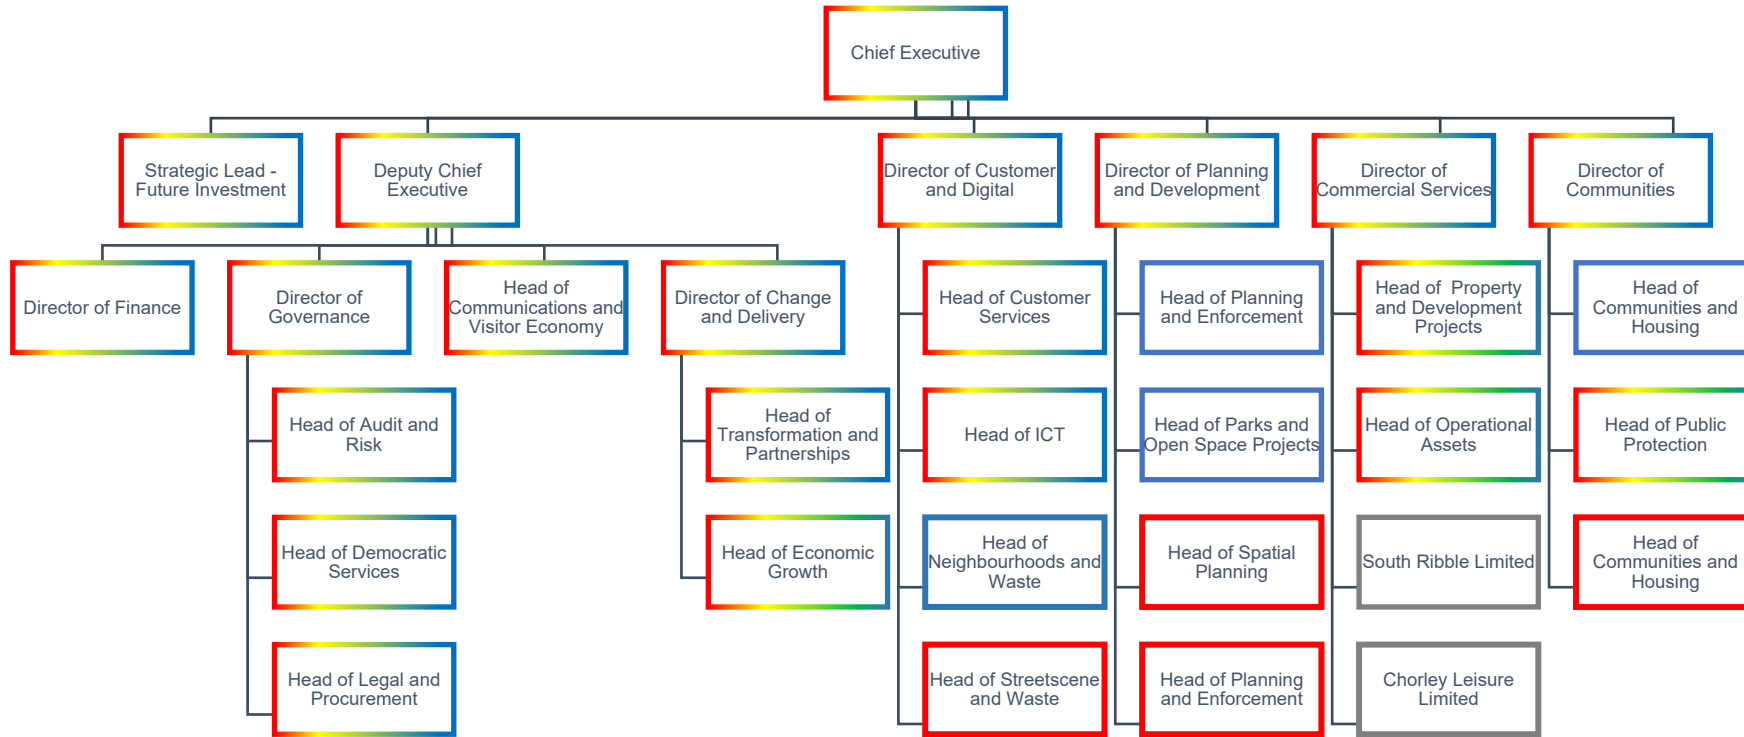 Chief Executive
Strategic Lead -
Future Investment
Deputy Chief
Executive
Director of Customer
and Digital
Director of Planning
and Development
Director of
Commercial Services
Director of
Communities
Director of Finance
Director of
Governance
Head of
Communications and
Visitor Economy
Director of Change
and Delivery
Head of Customer
Services
Head of Planning
and Enforcement
Head of Property
and Development
Projects
Head of
Communities and
Housing
Head of Audit and
Risk
Head of
Transformation and
Partnerships
Head of ICT
Head of Parks and
Open Space Projects
Head of Operational
Assets
Head of Public
Protection
Head of Democratic
Services
Head of Economic
Growth
Head of
Neighbourhoods and
Waste
Head of Spatial
Planning
South Ribble Limited
Head of
Communities and
Housing
Head of Legal and
Procurement
Head of Streetscene
and Waste
Head of Planning
and Enforcement
Chorley Leisure
Limited